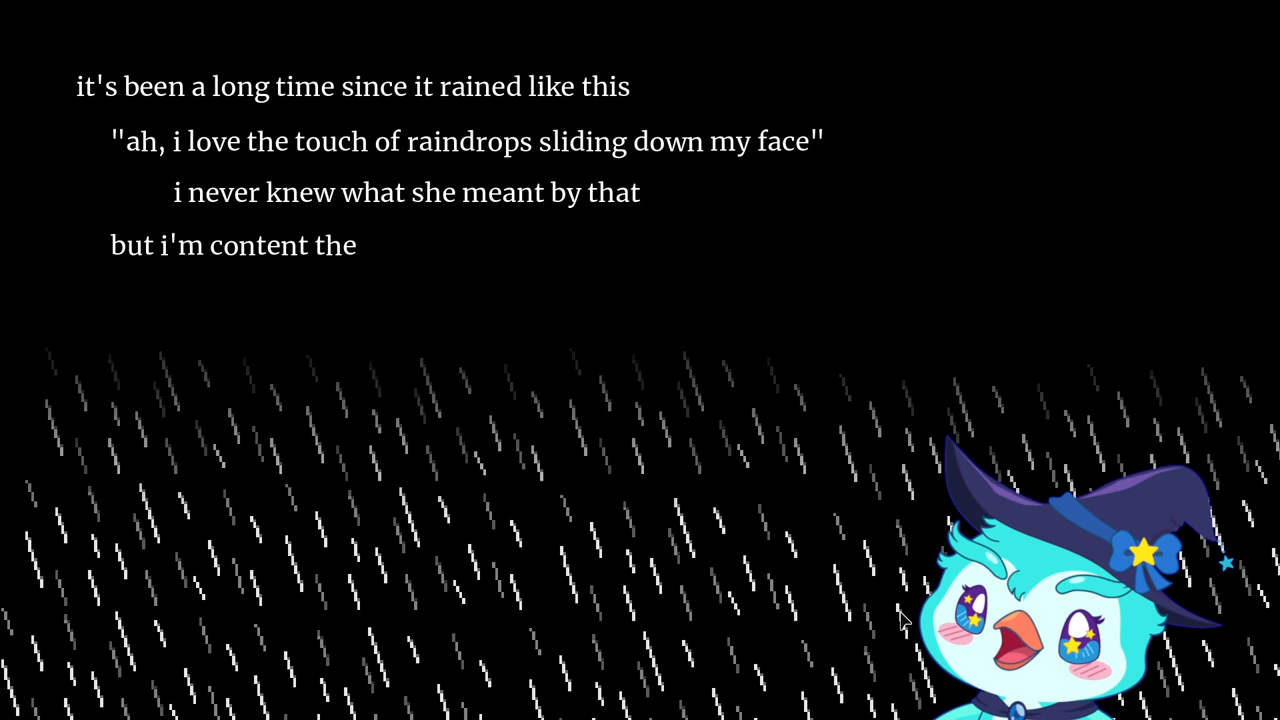 it's been a long time since it rained like this
"ah, i love the touch of raindrops sliding down my face"
i never knew what she meant by that
but i'm content the